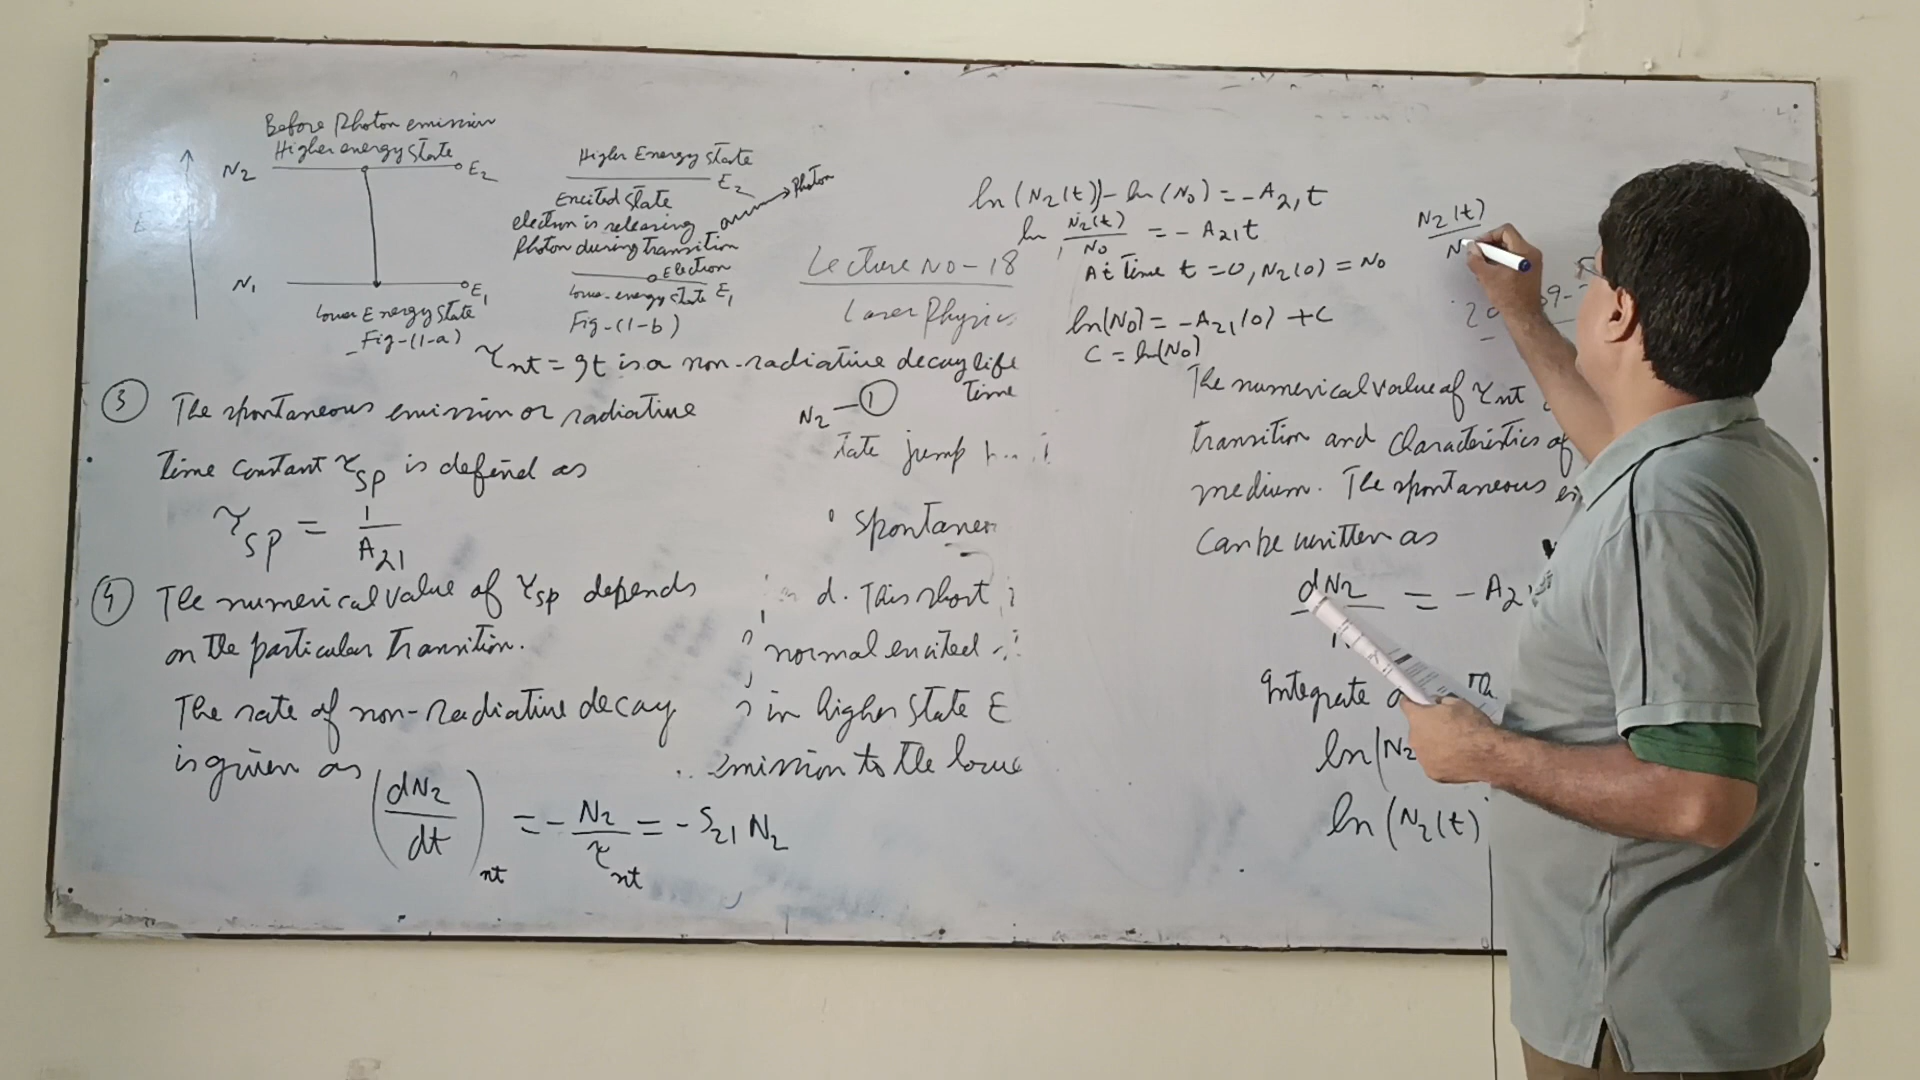 Before Photon emission
Higher energy state
N2
E2
E
N1
E1
Lower Energy state
Fig-(1-a)
Higher Energy state
E2
Excited state
electron is releasing
Photon during transition
Photon
Electron
Lower energy state E1
Fig-(1-b)
Lecture No-18
Laser Physics
τnt = It is a non-radiative decay life
Time
③ The spontaneous emission or radiative
Time constant τsp is defined as
τsp = 1/A21
④ The numerical value of τsp depends
on the particular Transition.
The rate of non-Radiative decay
is given as
(dN2/dt)nt = -N2/τnt = -S21 N2
N2 — ①
tate jump
spontaneo
d. This short
normal excited
in higher state E
emission to the lowe
ln(N2(t)) - ln(N0) = -A21 t
ln N2(t)/N0 = -A21 t
At Time t = 0, N2(0) = N0
ln(N0) = -A21(0) + C
C = ln(N0)
N2(t)/N
The numerical value of τnt
transition and characteristics of
medium. The spontaneous
Can be written as
dN2 = -A2
Integrate
ln(N2
ln(N2(t)